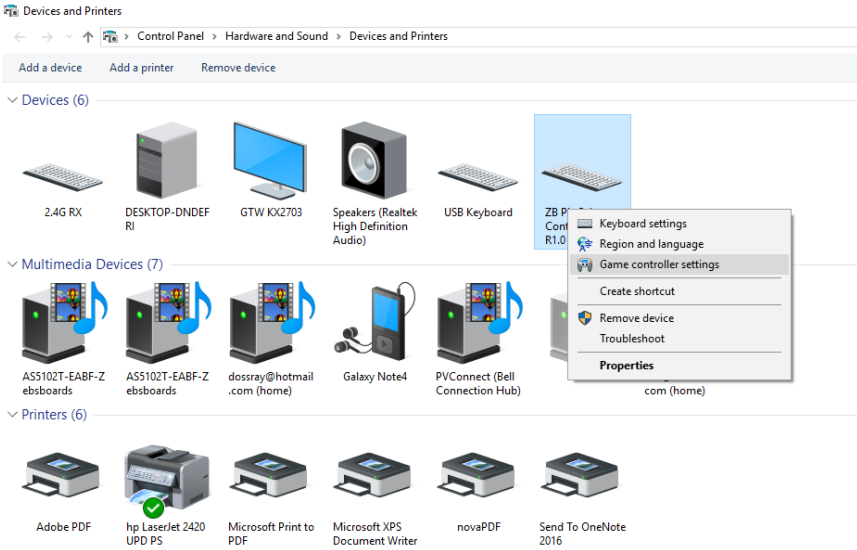 Devices and Printers
Control Panel > Hardware and Sound > Devices and Printers
Add a device Add a printer Remove device
Devices (6)
2.4G RX
DESKTOP-DNDEF
RI
GTW KX2703
Speakers (Realtek
High Definition
Audio)
USB Keyboard
ZB
Cont
R1.0
Keyboard settings
Region and language
Game controller settings
Create shortcut
Remove device
Troubleshoot
Properties
Multimedia Devices (7)
AS5102T-EABF-Z
ebsboards
AS5102T-EABF-Z
ebsboards
dossray@hotmail
.com (home)
Galaxy Note4
PVConnect (Bell
Connection Hub)
com (home)
Printers (6)
Adobe PDF
hp LaserJet 2420
UPD PS
Microsoft Print to
PDF
Microsoft XPS
Document Writer
novaPDF
Send To OneNote
2016